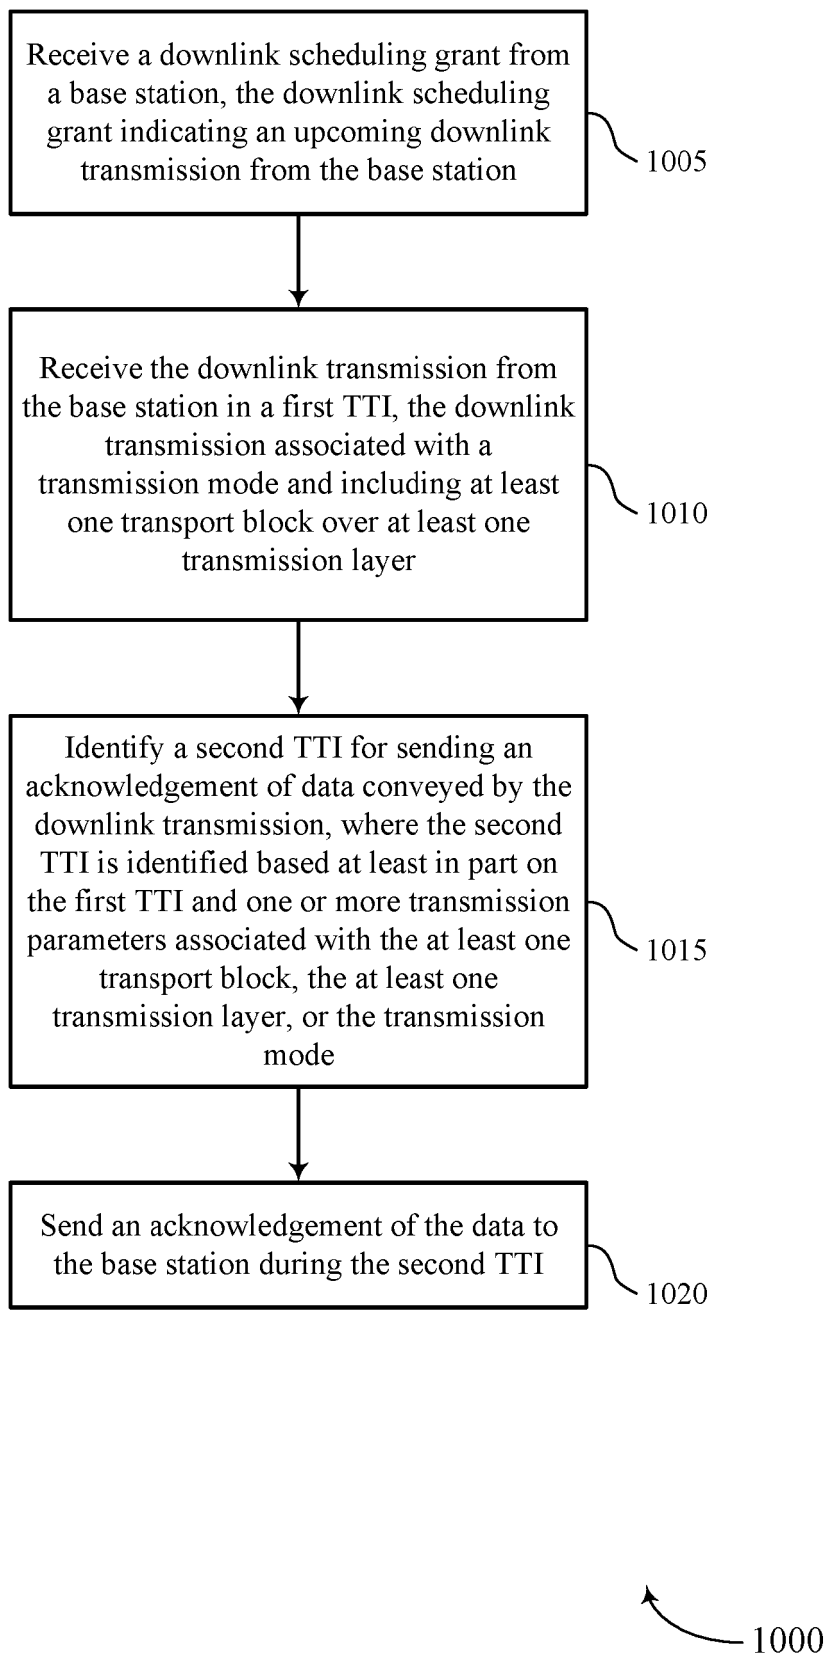 Receive a downlink scheduling grant from
a base station, the downlink scheduling
grant indicating an upcoming downlink
transmission from the base station
1005
Receive the downlink transmission from
the base station in a first TTI, the downlink
transmission associated with a
transmission mode and including at least
one transport block over at least one
transmission layer
1010
Identify a second TTI for sending an
acknowledgement of data conveyed by the
downlink transmission, where the second
TTI is identified based at least in part on
the first TTI and one or more transmission
parameters associated with the at least one
transport block, the at least one
transmission layer, or the transmission
mode
1015
Send an acknowledgement of the data to
the base station during the second TTI
1020
1000